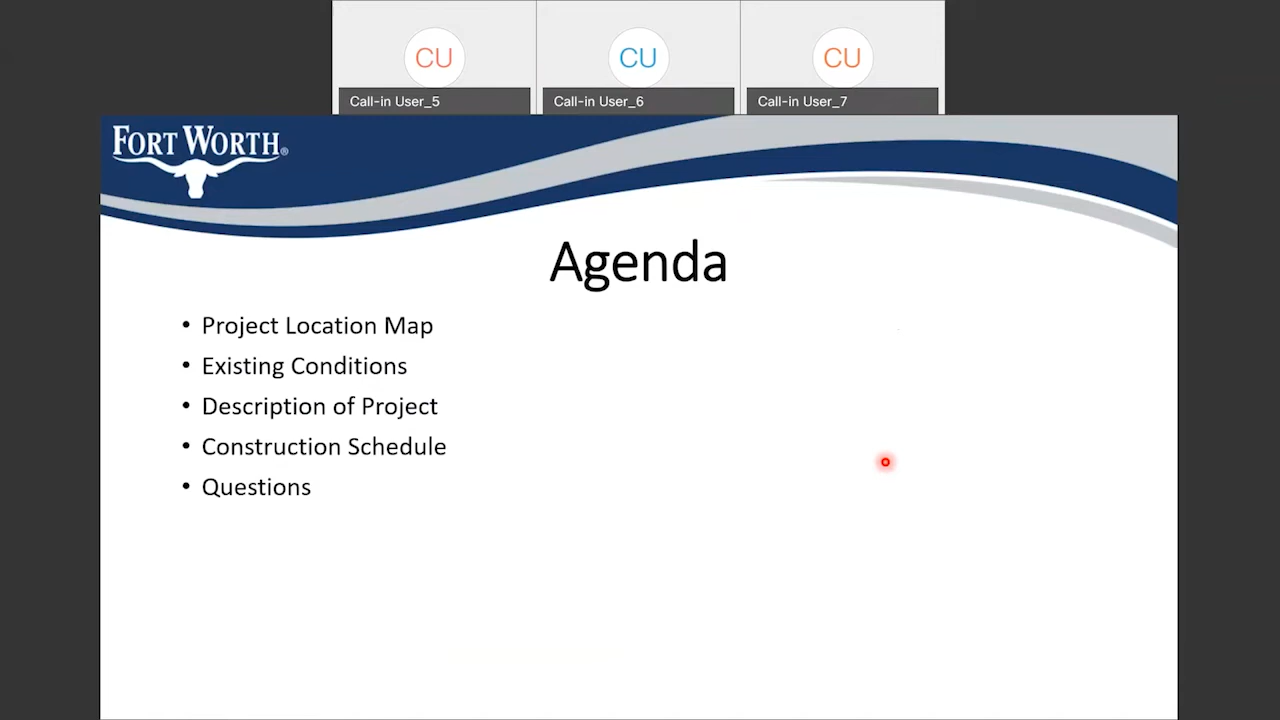 CU
CU
CU
Call-in User_5
Call-in User_6
Call-in User_7
FORT WORTH®
Agenda
• Project Location Map
• Existing Conditions
• Description of Project
• Construction Schedule
• Questions